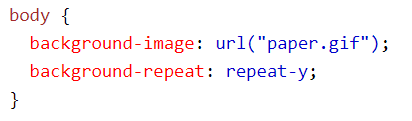 body {
  background-image: url("paper.gif");
  background-repeat: repeat-y;
}